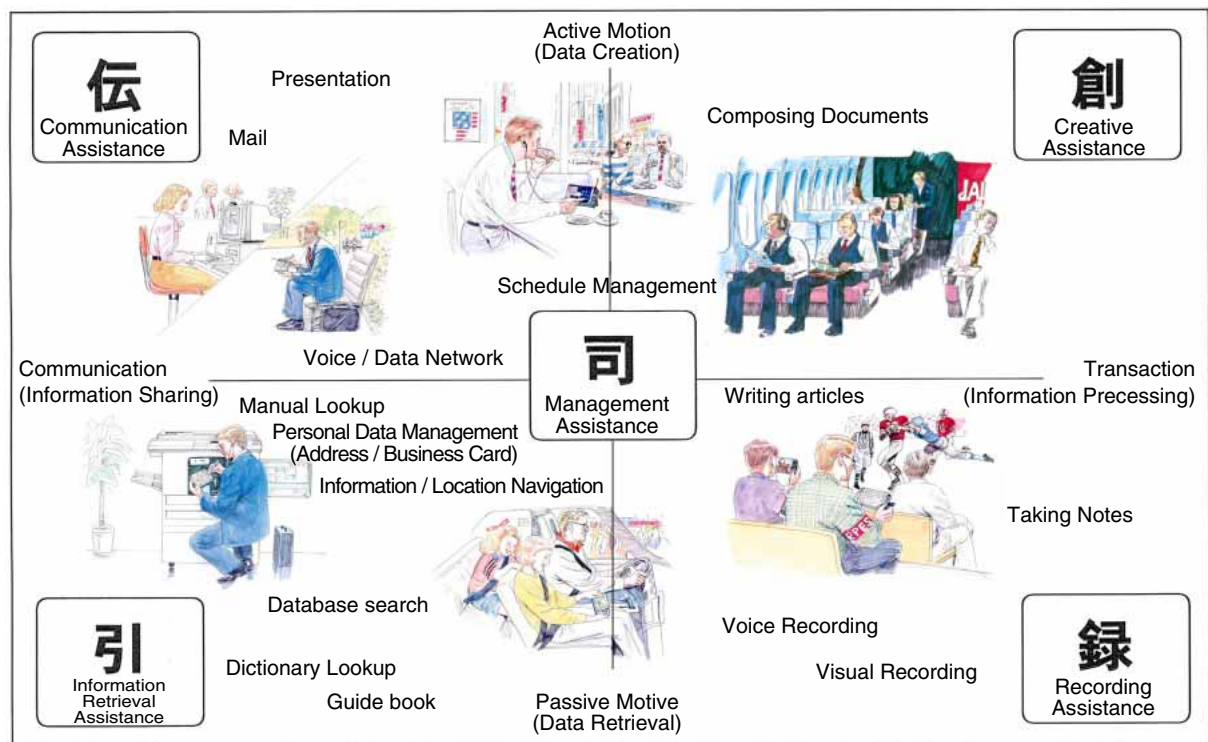 Active Motion
(Data Creation)
伝
Communication
Assistance
Presentation
Mail
Composing Documents
創
Creative
Assistance
JAL
Schedule Management
Voice / Data Network
司
Management
Assistance
Communication
(Information Sharing)
Transaction
(Information Precessing)
Manual Lookup
Personal Data Management
(Address / Business Card)
Information / Location Navigation
Writing articles
Taking Notes
Database search
Voice Recording
Visual Recording
引
Information
Retrieval
Assistance
Dictionary Lookup
Guide book
Passive Motive
(Data Retrieval)
録
Recording
Assistance